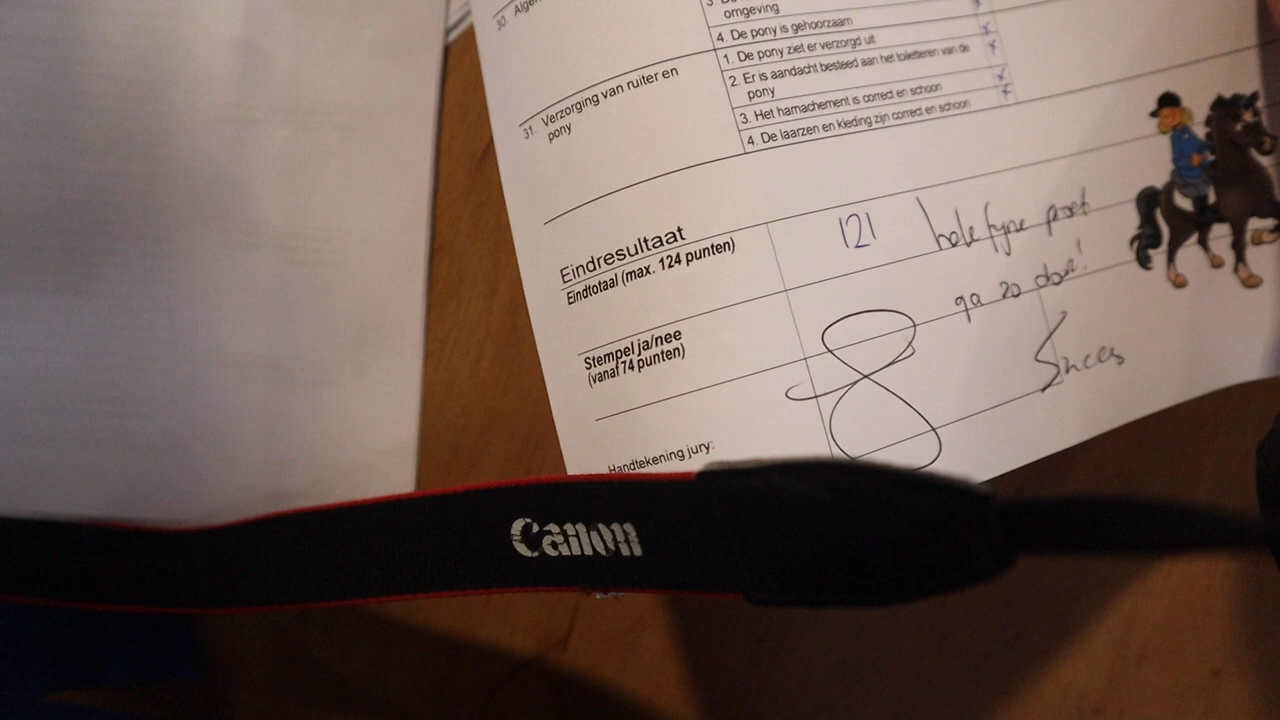 30. Alge
omgeving
4. De pony is gehoorzaam
31. Verzorging van ruiter en
pony
1. De pony ziet er verzorgd uit
2. Er is aandacht besteed aan het toiletteren van de
pony
3. Het harnachement is correct en schoon
4. De laarzen en kleding zijn correct en schoon
Eindresultaat
Eindtotaal (max. 124 punten)
121 hele fijne proef
ga zo door!
Succes
Stempel ja/nee
(vanaf 74 punten)
Handtekening jury:
Canon